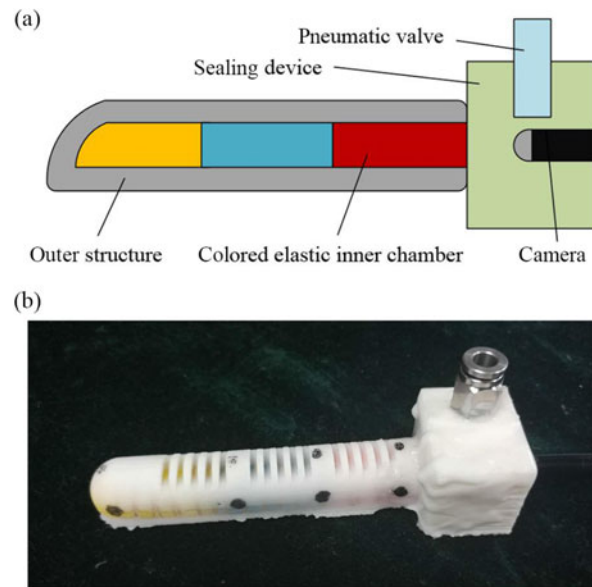 (a)
Pneumatic valve
Sealing device
Outer structure
Colored elastic inner chamber
Camera
(b)